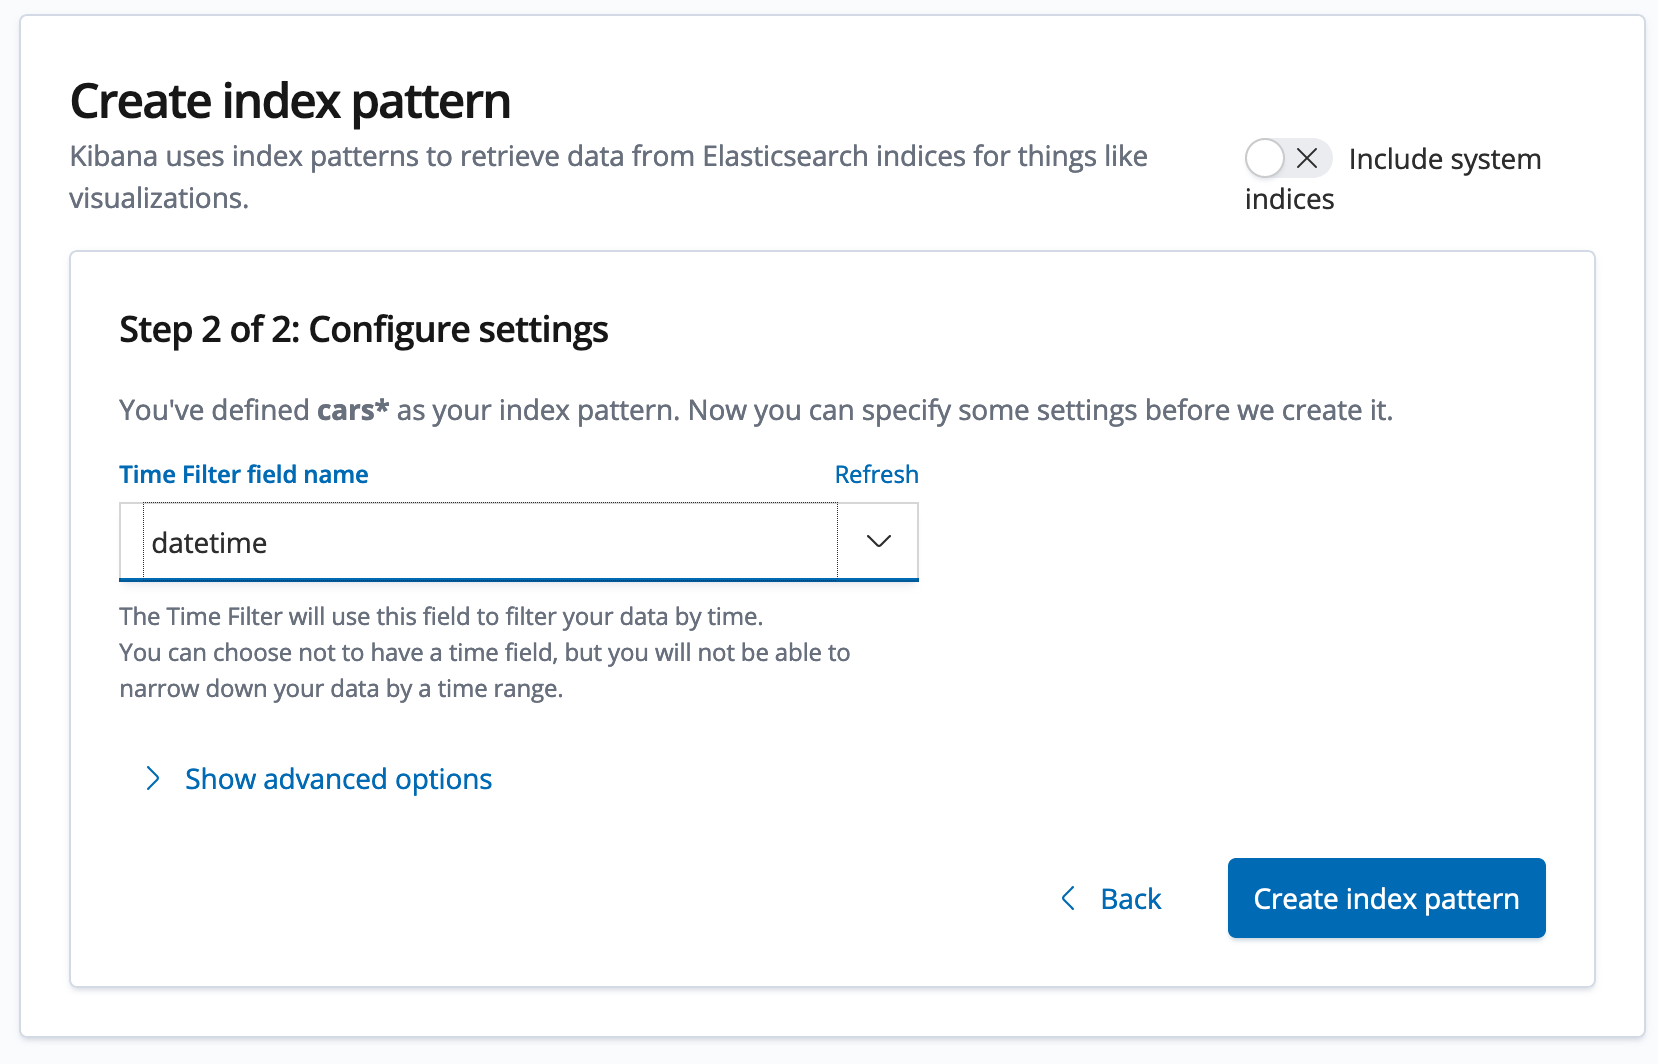 Create index pattern
Kibana uses index patterns to retrieve data from Elasticsearch indices for things like
visualizations.
Include system
indices
Step 2 of 2: Configure settings
You've defined cars* as your index pattern. Now you can specify some settings before we create it.
Time Filter field name
Refresh
datetime
The Time Filter will use this field to filter your data by time.
You can choose not to have a time field, but you will not be able to
narrow down your data by a time range.
Show advanced options
Back
Create index pattern